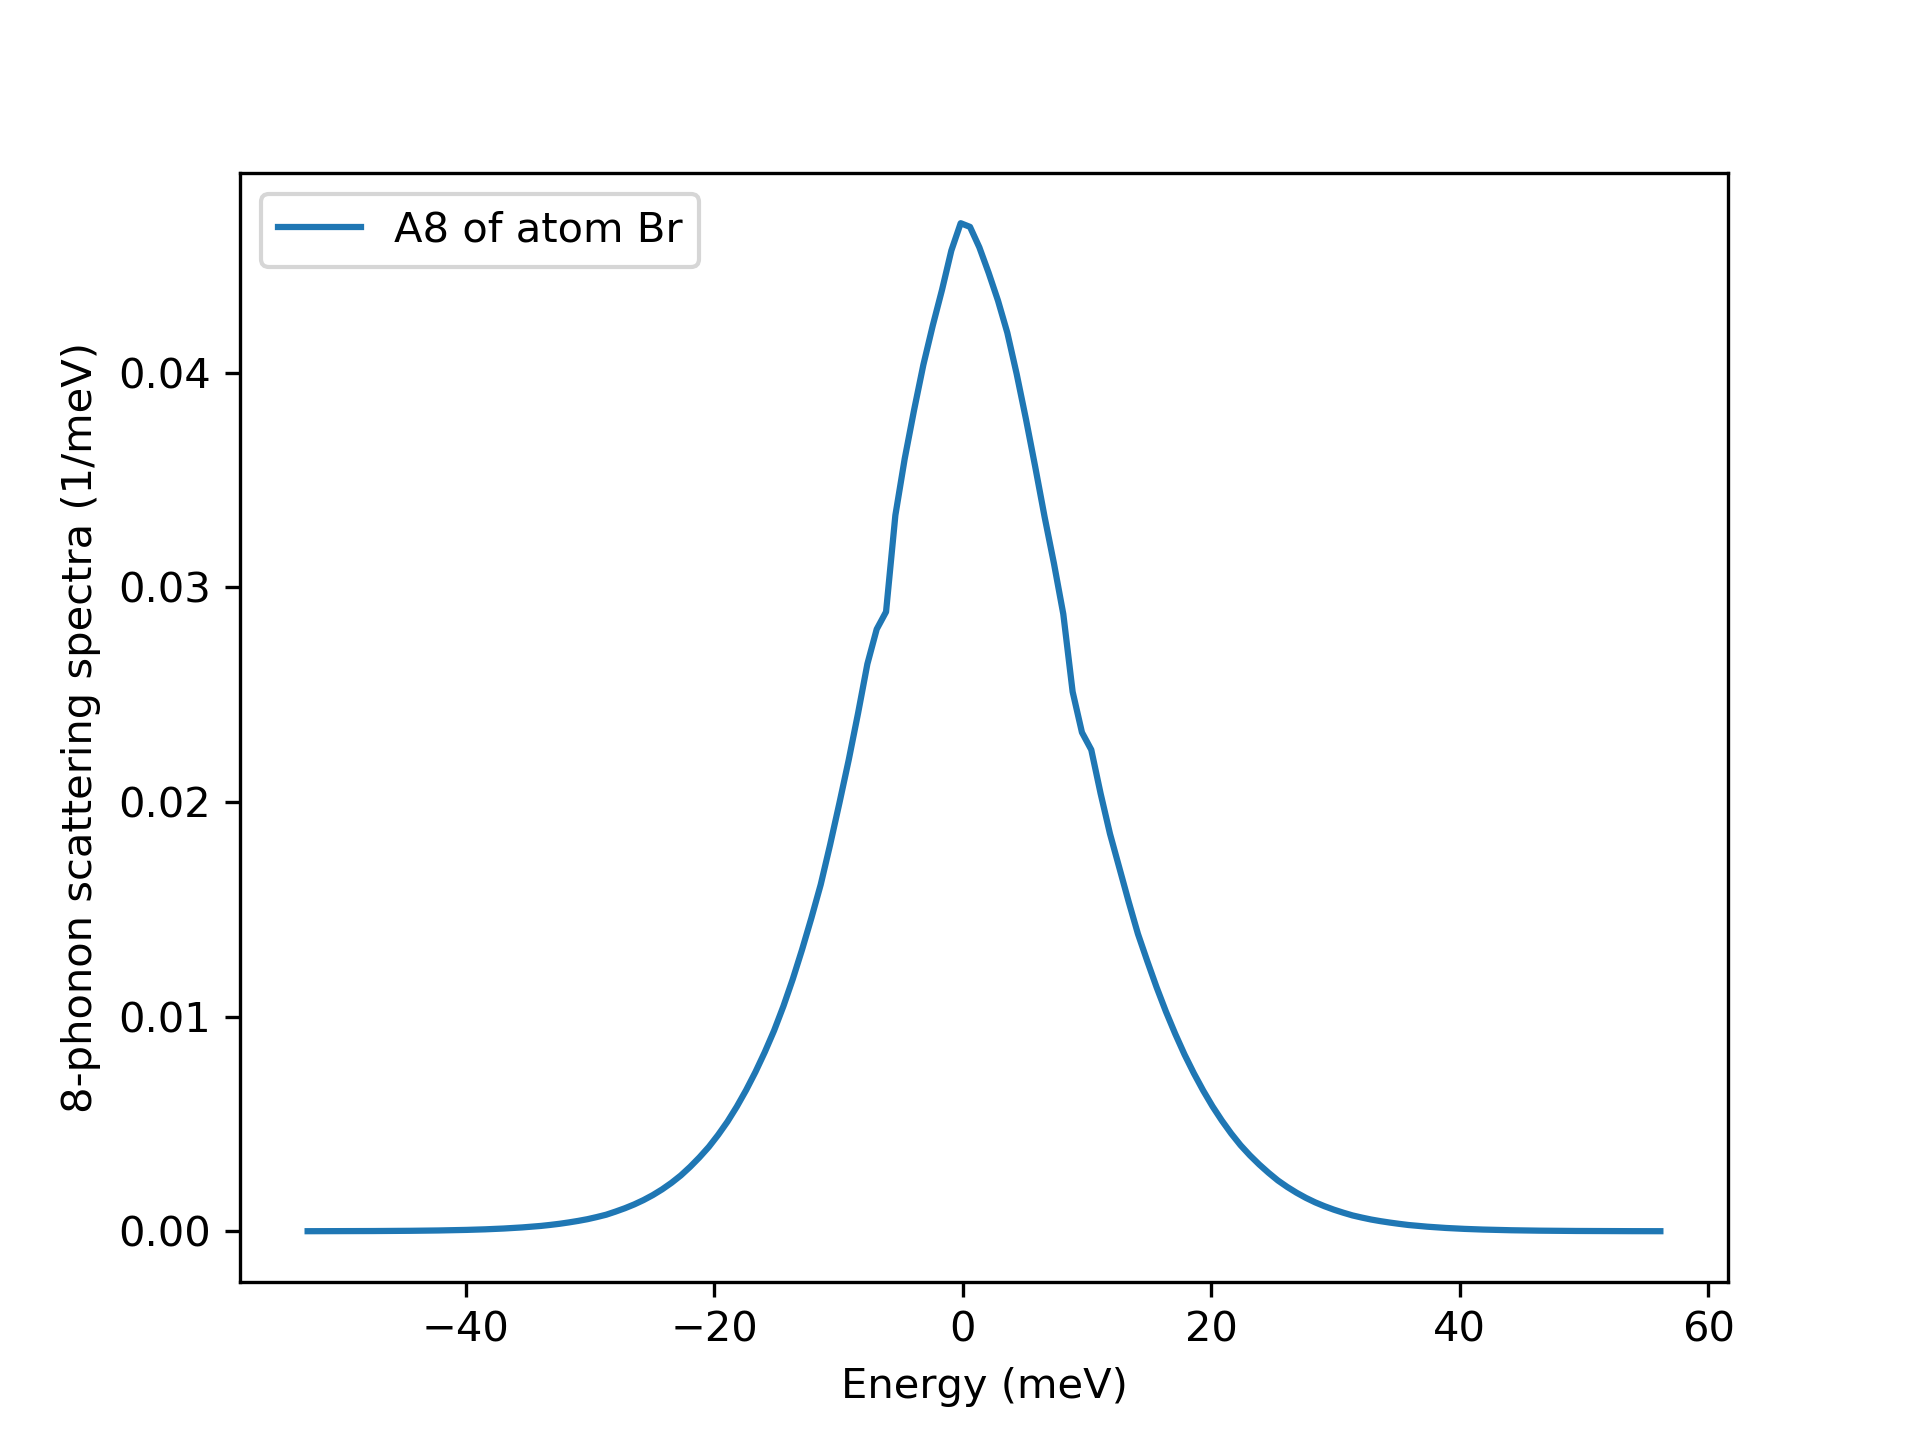 A8 of atom Br
8-phonon scattering spectra (1/meV)
0.04
0.03
0.02
0.01
0.00
−40 −20 0 20 40 60
Energy (meV)